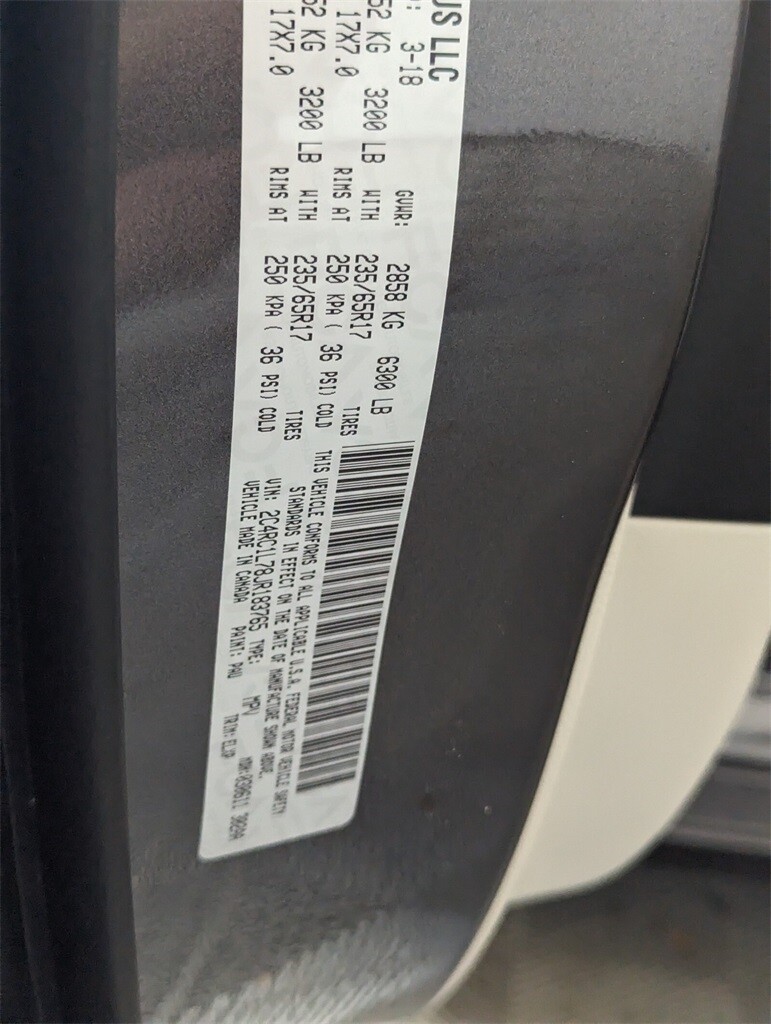 US LLC
: 3-18 GVWR: 2858 KG 6300 LB
52 KG 3200 LB WITH 235/65R17 TIRES
17X7.0 RIMS AT 250 KPA ( 36 PSI) COLD
52 KG 3200 LB WITH 235/65R17 TIRES
17X7.0 RIMS AT 250 KPA ( 36 PSI) COLD
THIS VEHICLE CONFORMS TO ALL APPLICABLE U.S.A. FEDERAL MOTOR VEHICLE SAFETY
STANDARDS IN EFFECT ON THE DATE OF MANUFACTURE SHOWN ABOVE.
VIN: 2C4RC1L78JR183765 TYPE: MPV
VEHICLE MADE IN CANADA PAINT: PAU TRIM: